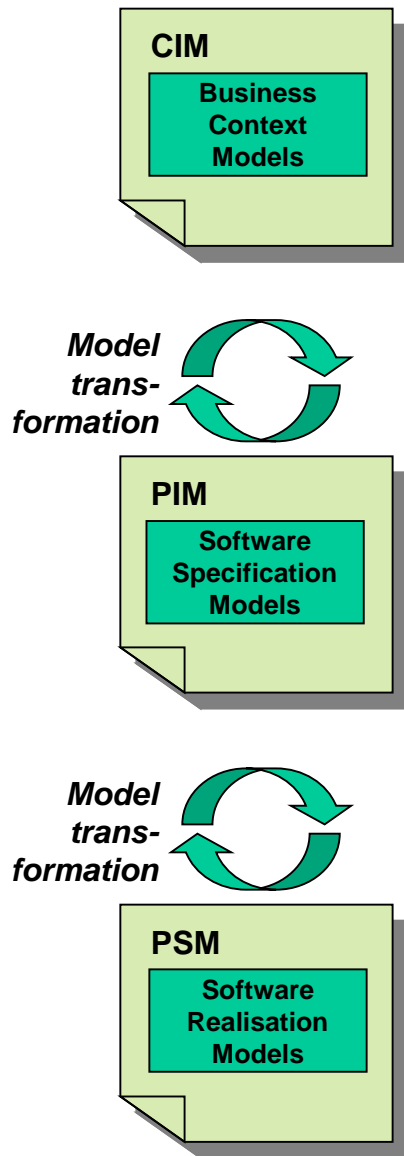 CIM
Business
Context
Models
Model
trans-
formation
PIM
Software
Specification
Models
Model
trans-
formation
PSM
Software
Realisation
Models